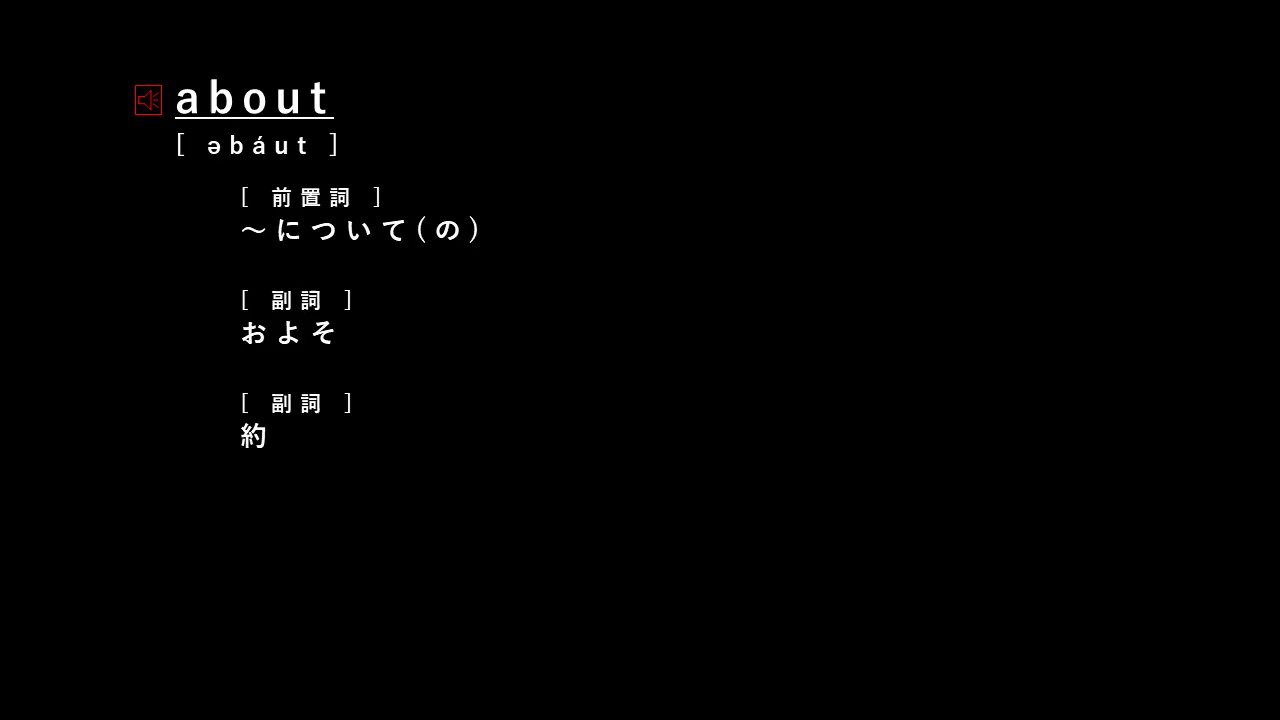 about
[ əbáut ]
[ 前置詞 ]
～について(の)
[ 副詞 ]
およそ
[ 副詞 ]
約